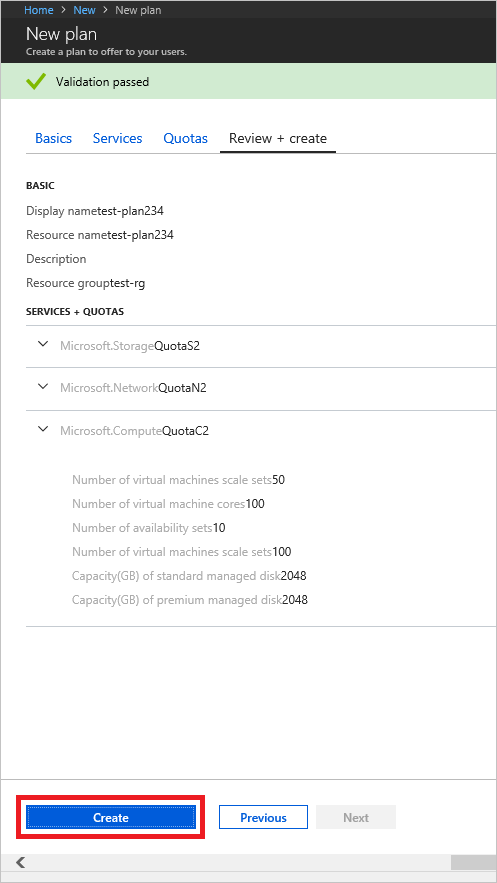 Home > New > New plan
New plan
Create a plan to offer to your users.
Validation passed
Basics Services Quotas Review + create
BASIC
Display nametest-plan234
Resource nametest-plan234
Description
Resource grouptest-rg
SERVICES + QUOTAS
Microsoft.StorageQuotaS2
Microsoft.NetworkQuotaN2
Microsoft.ComputeQuotaC2
Number of virtual machines scale sets50
Number of virtual machine cores100
Number of availability sets10
Number of virtual machines scale sets100
Capacity(GB) of standard managed disk2048
Capacity(GB) of premium managed disk2048
Create Previous Next